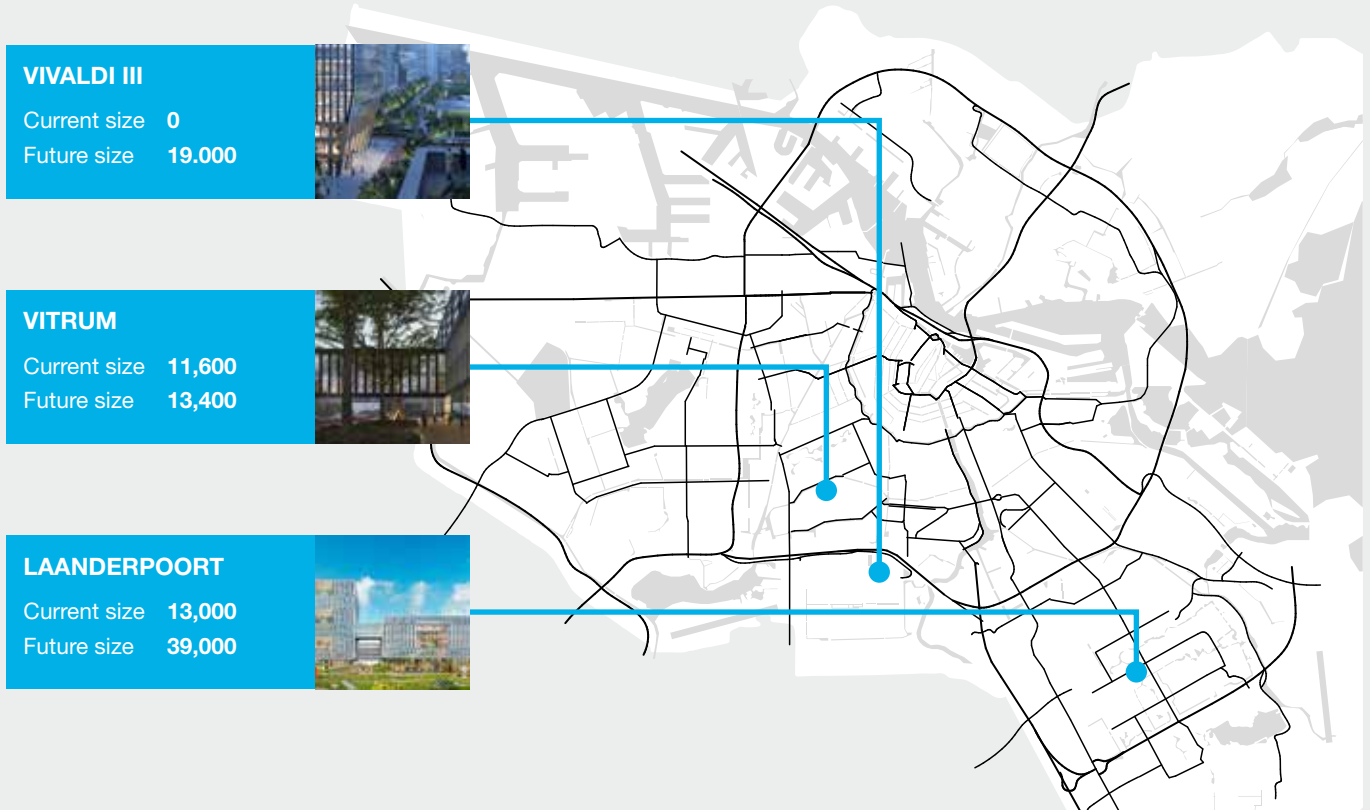 VIVALDI III
Current size 0
Future size 19.000
VITRUM
Current size 11,600
Future size 13,400
LAANDERPOORT
Current size 13,000
Future size 39,000